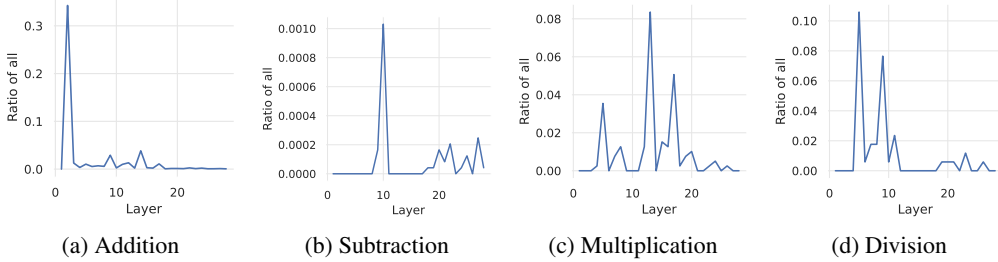 0.3
0.2
0.1
0.0
Ratio of all
0
10
20
Layer
(a) Addition
0.0010
0.0008
0.0006
0.0004
0.0002
0.0000
Ratio of all
0
10
20
Layer
(b) Subtraction
0.08
0.06
0.04
0.02
0.00
Ratio of all
0
10
20
Layer
(c) Multiplication
0.10
0.08
0.06
0.04
0.02
0.00
Ratio of all
0
10
20
Layer
(d) Division